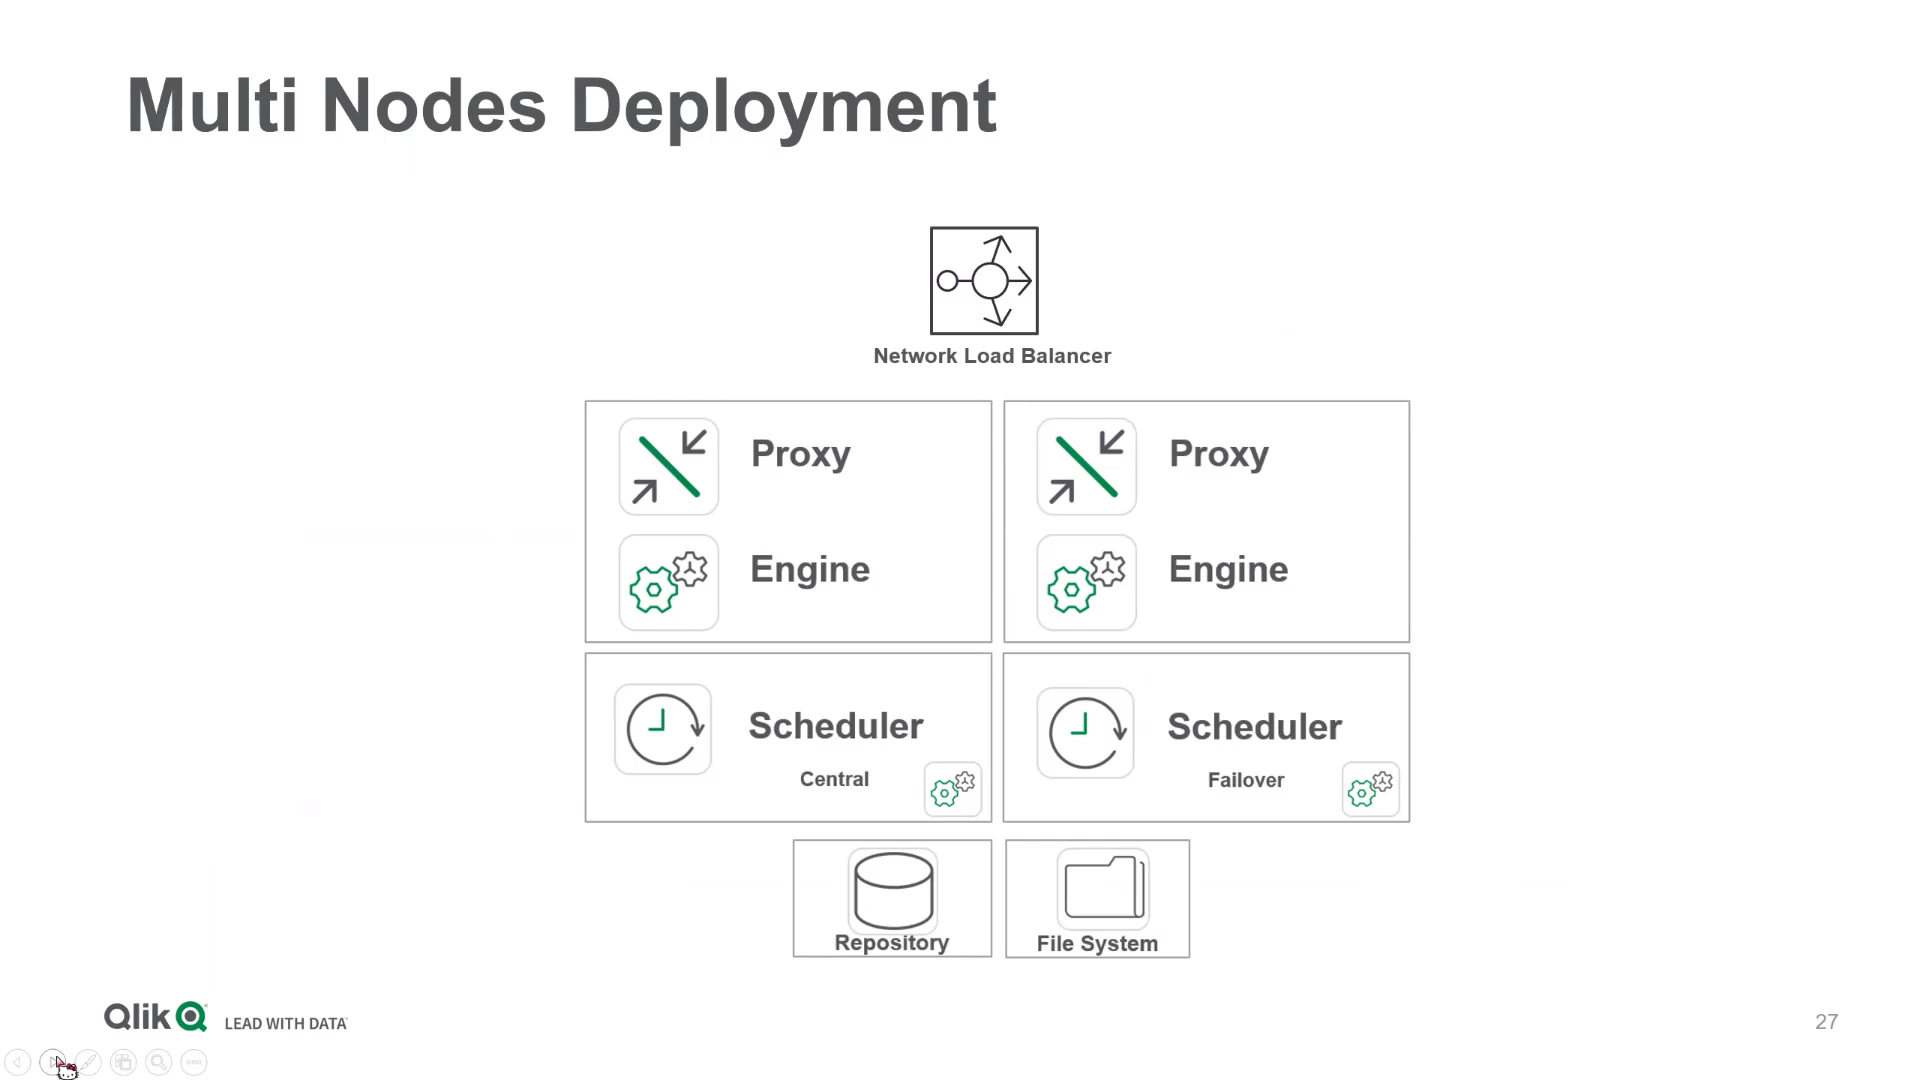 Multi Nodes Deployment
Network Load Balancer
Proxy
Proxy
Engine
Engine
Scheduler
Scheduler
Central
Failover
Repository
File System
Qlik LEAD WITH DATA
27